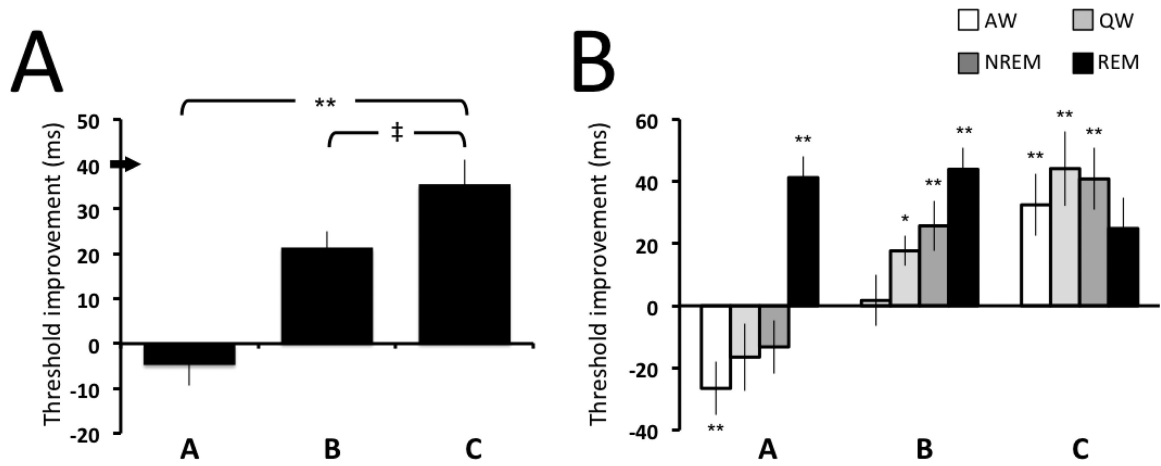 A
Threshold improvement (ms)
50
40
30
20
10
0
-10
-20
**
‡
A B C
B
AW QW
NREM REM
Threshold improvement (ms)
60
40
20
0
-20
-40
** ** ** ** **
* **
**
A B C